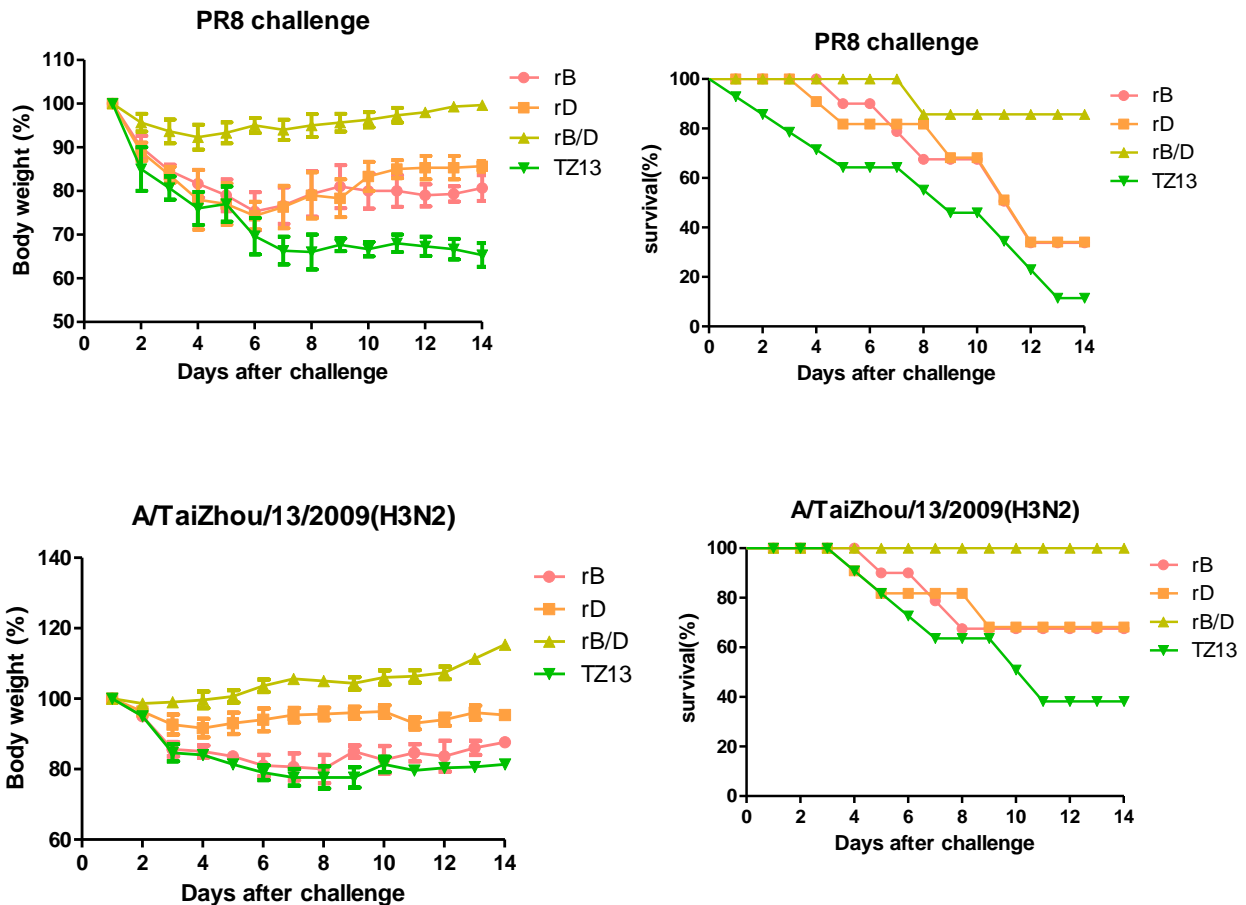 PR8 challenge
110
100
90
80
70
60
50
Body weight (%)
0
2
4
6
8
10
12
14
Days after challenge
rB
rD
rB/D
TZ13
PR8 challenge
100
80
60
40
20
0
survival(%)
0
2
4
6
8
10
12
14
Days after challenge
rB
rD
rB/D
TZ13
A/TaiZhou/13/2009(H3N2)
140
120
100
80
60
Body weight (%)
0
2
4
6
8
10
12
14
Days after challenge
rB
rD
rB/D
TZ13
A/TaiZhou/13/2009(H3N2)
100
80
60
40
20
0
survival(%)
0
2
4
6
8
10
12
14
Days after challenge
rB
rD
rB/D
TZ13